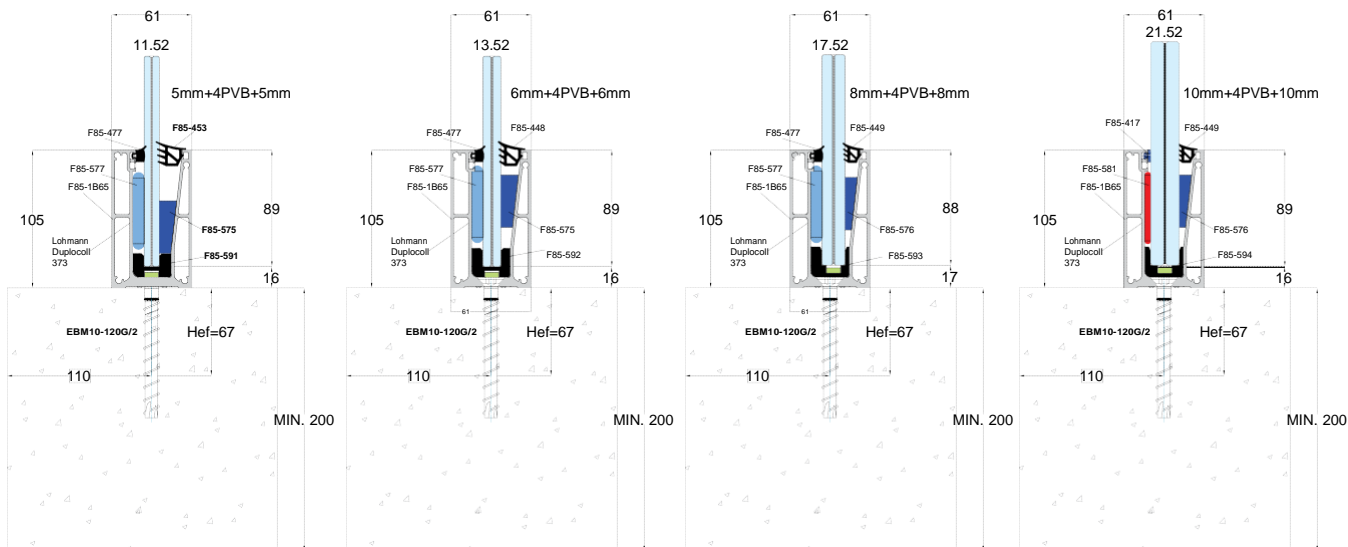 61
11.52
5mm+4PVB+5mm
F85-477
F85-453
F85-577
F85-1B65
105
89
F85-575
Lohmann
Duplocoll
373
F85-591
16
EBM10-120G/2
Hef=67
110
MIN. 200
61
13.52
6mm+4PVB+6mm
F85-477
F85-448
F85-577
F85-1B65
105
89
F85-575
Lohmann
Duplocoll
373
F85-592
16
61
EBM10-120G/2
Hef=67
110
MIN. 200
61
17.52
8mm+4PVB+8mm
F85-477
F85-449
F85-577
F85-1B65
105
88
F85-576
Lohmann
Duplocoll
373
F85-593
17
61
EBM10-120G/2
Hef=67
110
MIN. 200
61
21.52
10mm+4PVB+10mm
F85-417
F85-449
F85-581
F85-1B65
105
89
F85-576
Lohmann
Duplocoll
373
F85-594
16
EBM10-120G/2
Hef=67
110
MIN. 200